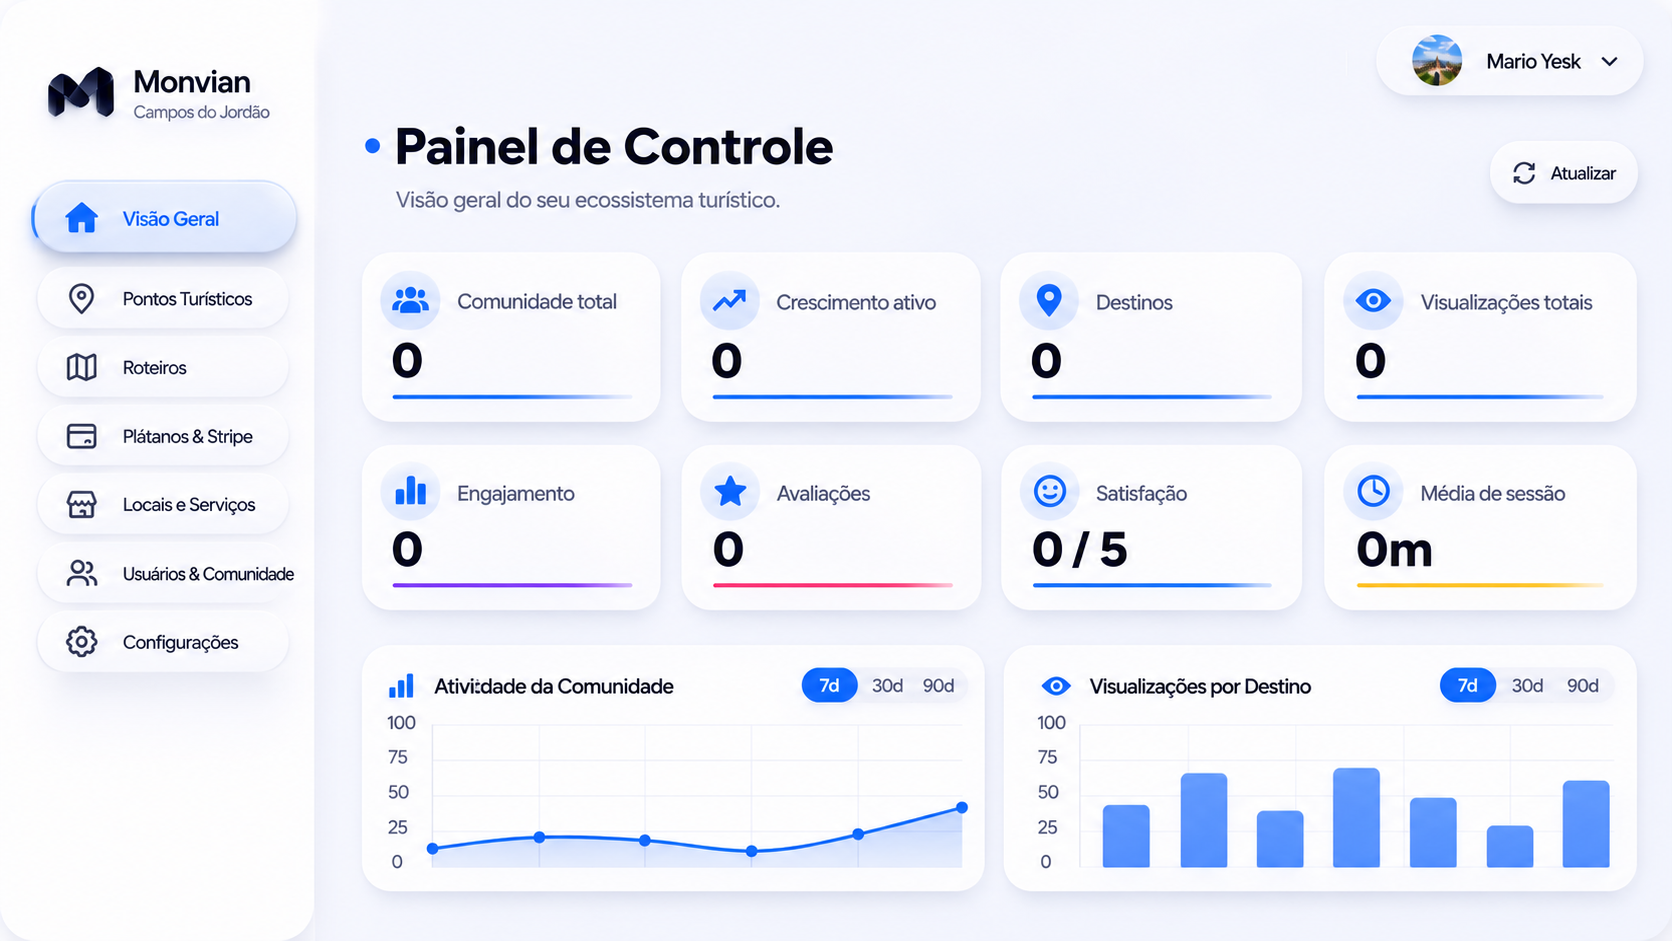 Monvian
Campos do Jordão
Visão Geral
Pontos Turísticos
Roteiros
Plátanos & Stripe
Locais e Serviços
Usuários & Comunidade
Configurações
Mario Yesk
Painel de Controle
Visão geral do seu ecossistema turístico.
Atualizar
Comunidade total
0
Crescimento ativo
0
Destinos
0
Visualizações totais
0
Engajamento
0
Avaliações
0
Satisfação
0 / 5
Média de sessão
0m
Atividade da Comunidade
7d 30d 90d
100
75
50
25
0
Visualizações por Destino
7d 30d 90d
100
75
50
25
0